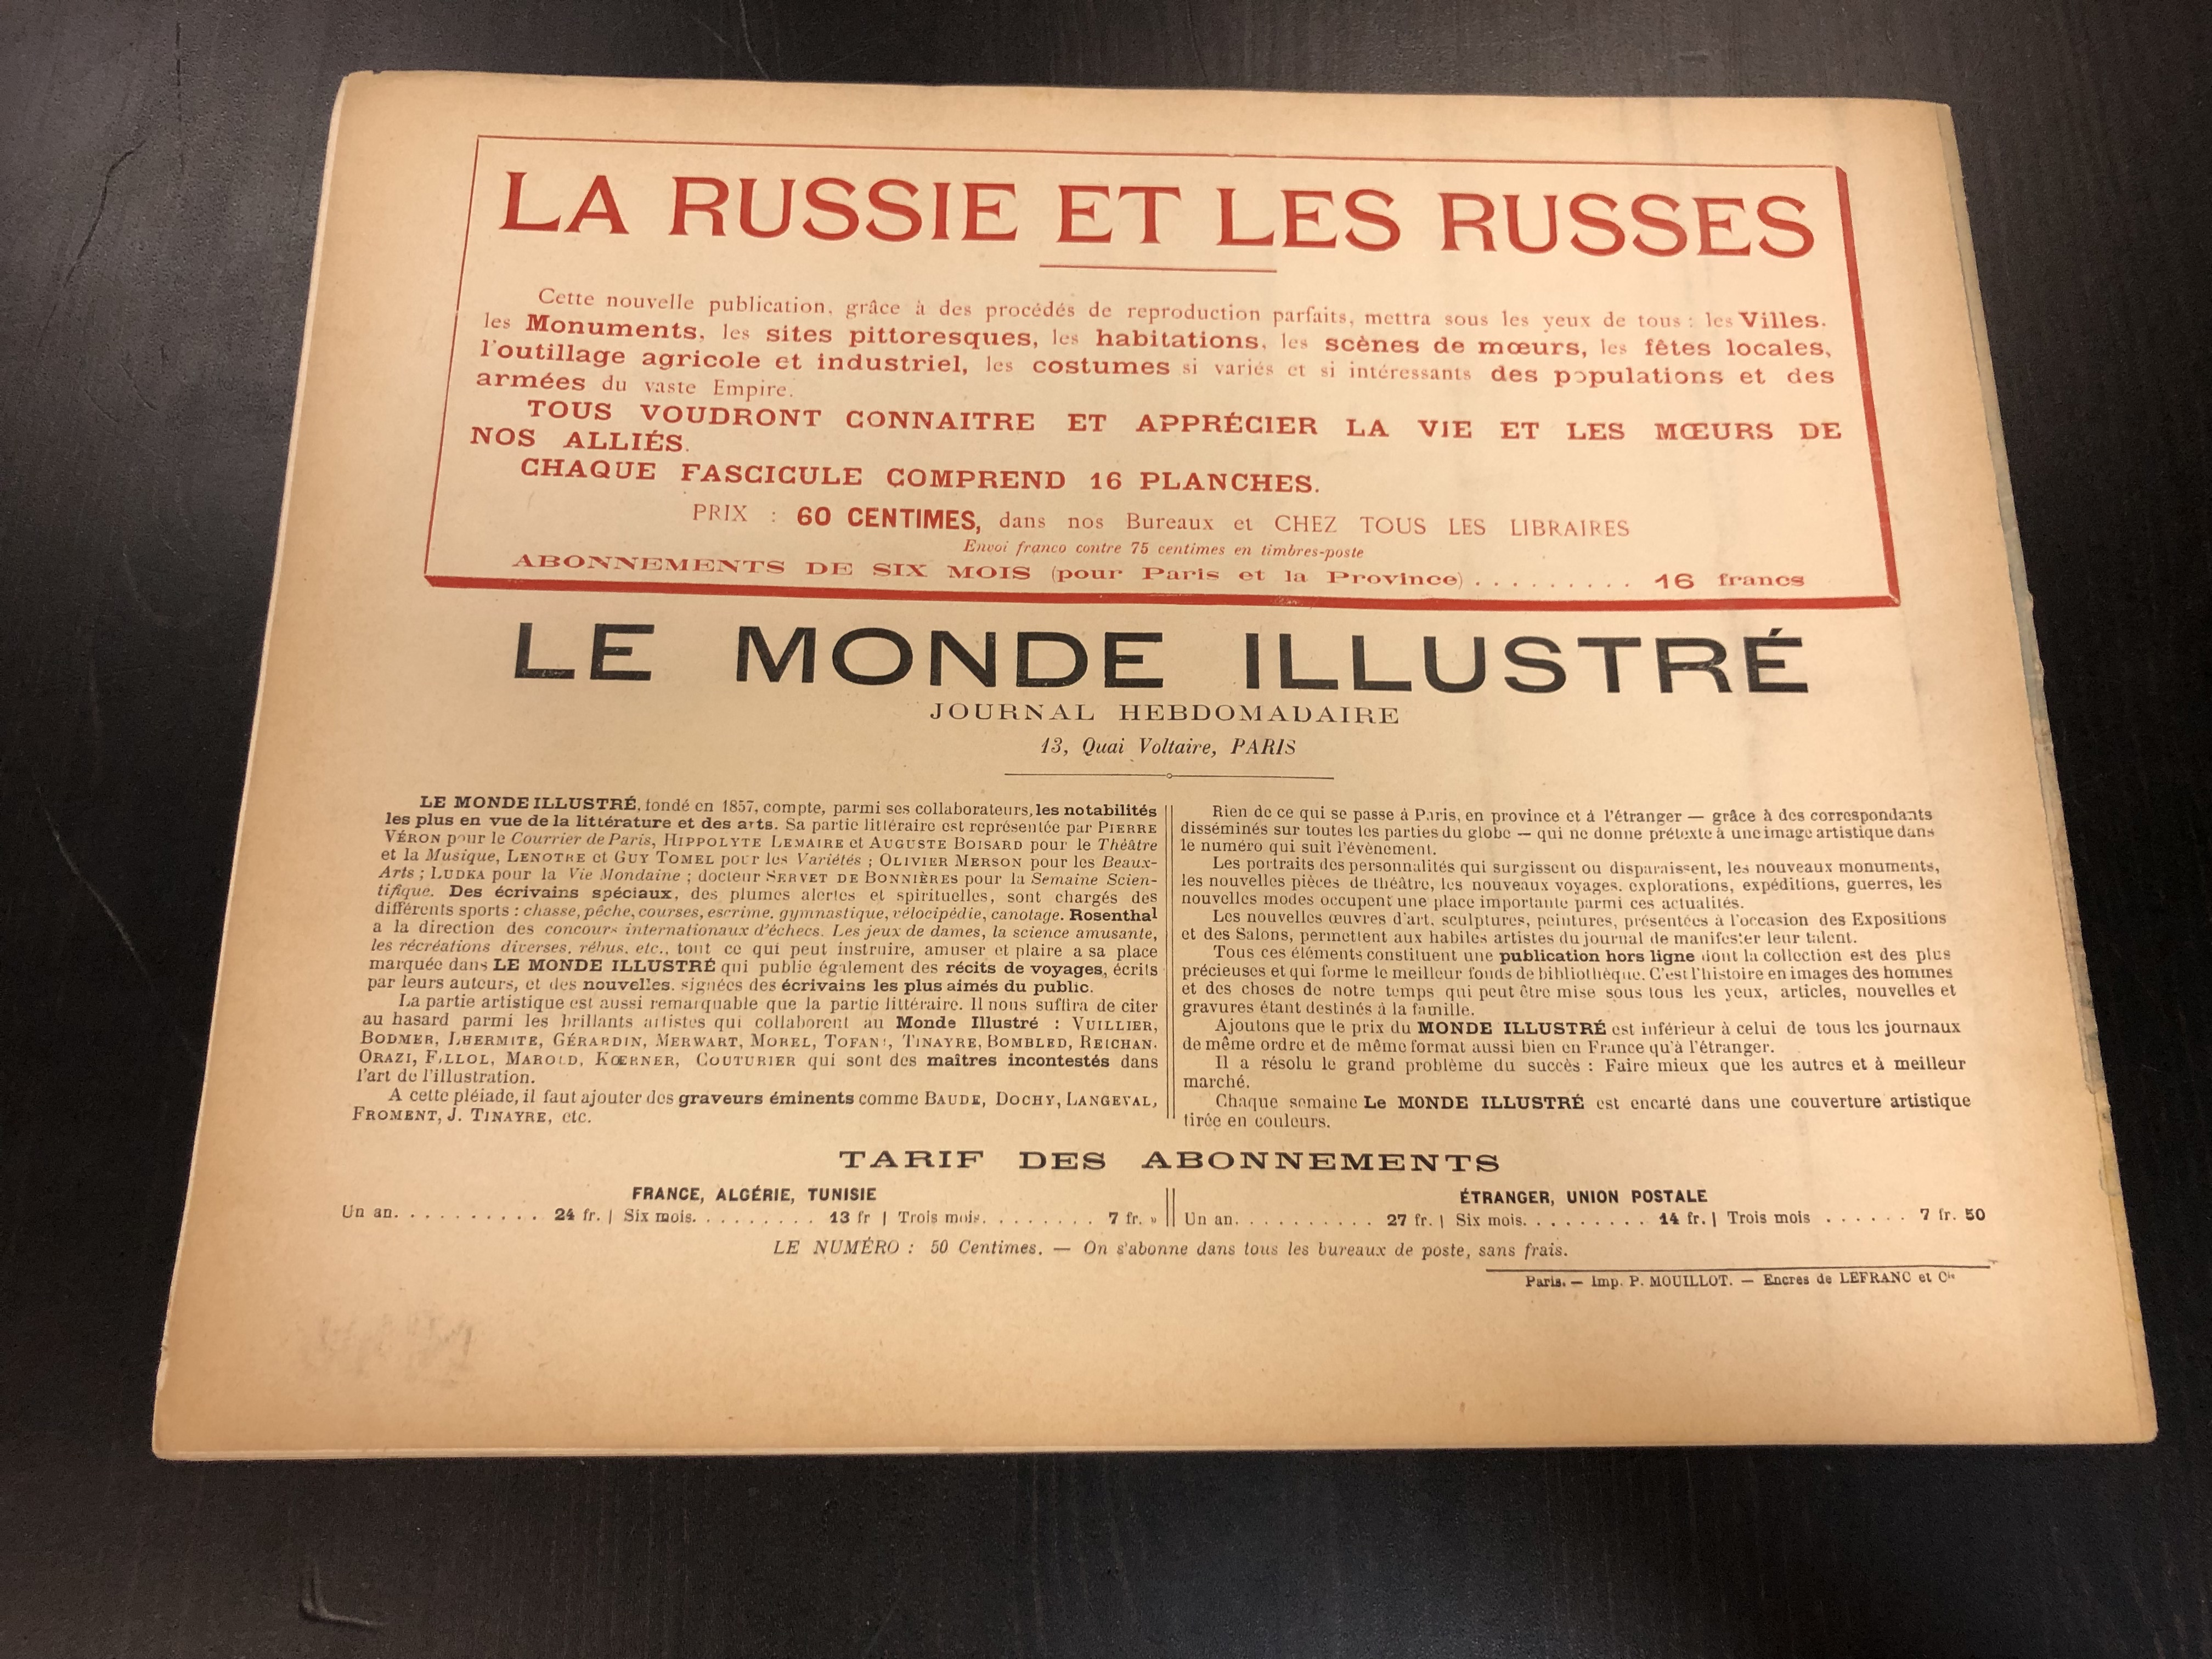 LA RUSSIE ET LES RUSSES
Cette nouvelle publication, grâce à des procédés de reproduction parfaits, mettra sous les yeux de tous : les Villes.
les Monuments, les sites pittoresques, les habitations, les scènes de mœurs, les fêtes locales,
l'outillage agricole et industriel, les costumes si variés et si intéressants des populations et des
armées du vaste Empire.
TOUS VOUDRONT CONNAITRE ET APPRÉCIER LA VIE ET LES MŒURS DE
NOS ALLIÉS.
CHAQUE FASCICULE COMPREND 16 PLANCHES.
PRIX : 60 CENTIMES, dans nos Bureaux et CHEZ TOUS LES LIBRAIRES
Envoi franco contre 75 centimes en timbres-poste
ABONNEMENTS DE SIX MOIS (pour Paris et la Province) . . . . . . . . . 16 francs
LE MONDE ILLUSTRÉ
JOURNAL HEBDOMADAIRE
13, Quai Voltaire, PARIS
LE MONDE ILLUSTRÉ, fondé en 1857, compte, parmi ses collaborateurs, les notabilités
les plus en vue de la littérature et des arts. Sa partie littéraire est représentée par PIERRE
VÉRON pour le Courrier de Paris, HIPPOLYTE LEMAIRE et AUGUSTE BOISARD pour le Théâtre
et la Musique, LENOTRE et GUY TOMEL pour les Variétés ; OLIVIER MERSON pour les Beaux-
Arts ; LUDKA pour la Vie Mondaine ; docteur SERVET DE BONNIÈRES pour la Semaine Scien-
tifique. Des écrivains spéciaux, des plumes alertes et spirituelles, sont chargés des
différents sports : chasse, pêche, courses, escrime, gymnastique, vélocipédie, canotage. Rosenthal
a la direction des concours internationaux d'échecs. Les jeux de dames, la science amusante,
les récréations diverses, rébus, etc., tout ce qui peut instruire, amuser et plaire a sa place
marquée dans LE MONDE ILLUSTRÉ qui publie également des récits de voyages, écrits
par leurs auteurs, et des nouvelles. signées des écrivains les plus aimés du public.
La partie artistique est aussi remarquable que la partie littéraire. Il nous suffira de citer
au hasard parmi les brillants artistes qui collaborent au Monde Illustré : VUILLIER,
BODMER, LHERMITE, GÉRARDIN, MERWART, MOREL, TOFANI, TINAYRE, BOMBLED, REICHAN.
ORAZI, FILLOL, MAROLD, KŒRNER, COUTURIER qui sont des maîtres incontestés dans
l'art de l'illustration.
A cette pléiade, il faut ajouter des graveurs éminents comme BAUDE, DOCHY, LANGEVAL,
FROMENT, J. TINAYRE, etc.
Rien de ce qui se passe à Paris, en province et à l'étranger — grâce à des correspondants
disséminés sur toutes les parties du globe — qui ne donne prétexte à une image artistique dans
le numéro qui suit l'événement.
Les portraits des personnalités qui surgissent ou disparaissent, les nouveaux monuments,
les nouvelles pièces de théâtre, les nouveaux voyages. explorations, expéditions, guerres, les
nouvelles modes occupent une place importante parmi ces actualités.
Les nouvelles œuvres d'art. sculptures, peintures, présentées à l'occasion des Expositions
et des Salons, permettent aux habiles artistes du journal de manifester leur talent.
Tous ces éléments constituent une publication hors ligne dont la collection est des plus
précieuses et qui forme le meilleur fonds de bibliothèque. C'est l'histoire en images des hommes
et des choses de notre temps qui peut être mise sous tous les yeux, articles, nouvelles et
gravures étant destinés à la famille.
Ajoutons que le prix du MONDE ILLUSTRÉ est inférieur à celui de tous les journaux
de même ordre et de même format aussi bien en France qu'à l'étranger.
Il a résolu le grand problème du succès : Faire mieux que les autres et à meilleur
marché.
Chaque semaine Le MONDE ILLUSTRÉ est encarté dans une couverture artistique
tirée en couleurs.
TARIF DES ABONNEMENTS
FRANCE, ALGÉRIE, TUNISIE
Un an. . . . . . . . . . 24 fr. | Six mois. . . . . . . . . 13 fr | Trois mois. . . . . . . . 7 fr. »
ÉTRANGER, UNION POSTALE
Un an. . . . . . . . . . 27 fr. | Six mois. . . . . . . . . 14 fr. | Trois mois . . . . . . 7 fr. 50
LE NUMÉRO : 50 Centimes. — On s'abonne dans tous les bureaux de poste, sans frais.
Paris. — Imp. P. MOUILLOT. — Encres de LEFRANC et Cie